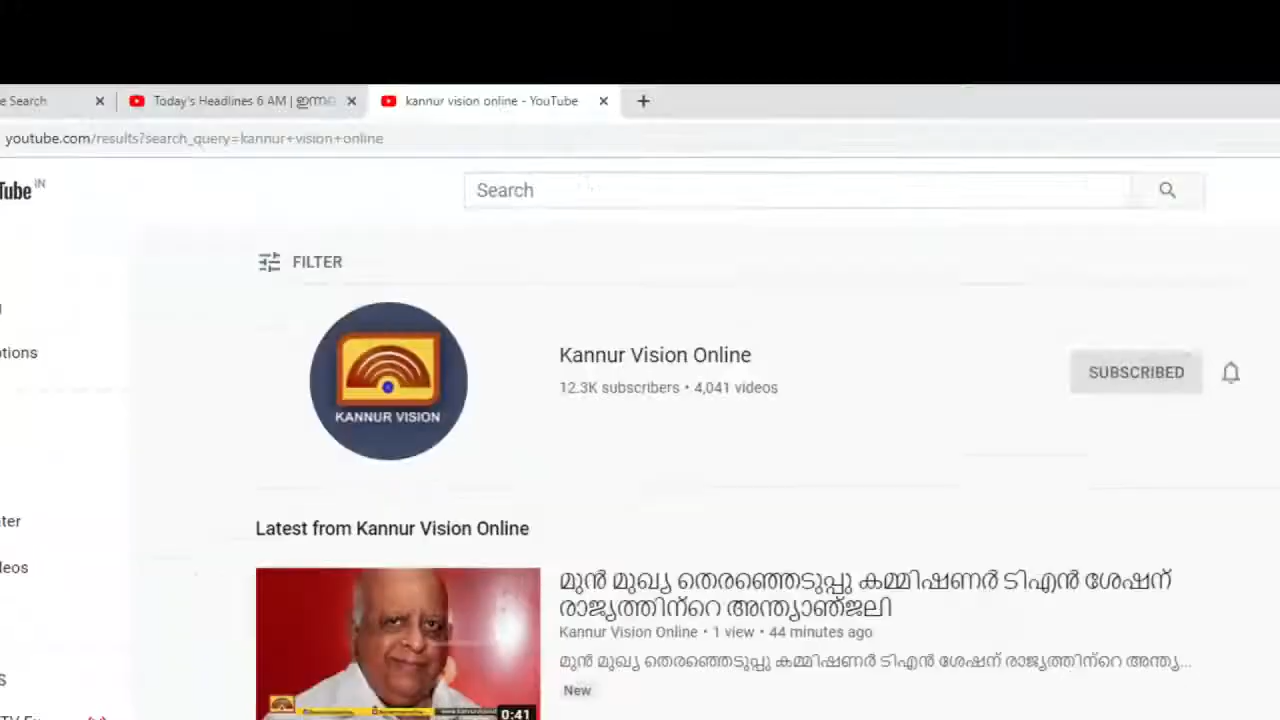 e Search
Today's Headlines 6 AM |
kannur vision online - YouTube
youtube.com/results?search_query=kannur+vision+online
Tube IN
Search
FILTER
KANNUR VISION
Kannur Vision Online
12.3K subscribers • 4,041 videos
SUBSCRIBED
Latest from Kannur Vision Online
മുൻ മുഖ്യ തെരഞ്ഞെടുപ്പു കമ്മിഷണർ ടിഎൻ ശേഷന്
രാജ്യത്തിന്റെ അന്ത്യാഞ്ജലി
Kannur Vision Online • 1 view • 44 minutes ago
മുൻ മുഖ്യ തെരഞ്ഞെടുപ്പു കമ്മിഷണർ ടിഎൻ ശേഷന് രാജ്യത്തിന്റെ അന്ത്യ...
New
0:41